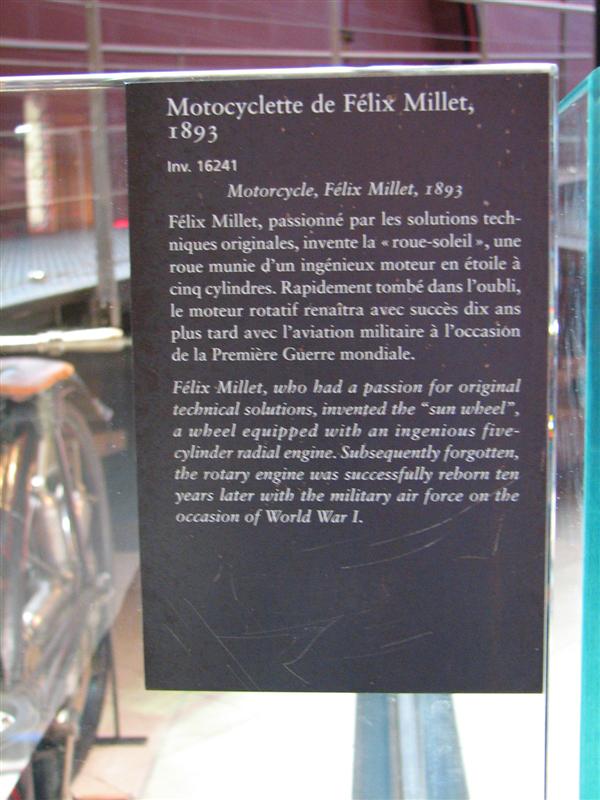 Motocyclette de Félix Millet,
1893
Inv. 16241
Motorcycle, Félix Millet, 1893
Félix Millet, passionné par les solutions tech-
niques originales, invente la « roue-soleil », une
roue munie d'un ingénieux moteur en étoile à
cinq cylindres. Rapidement tombé dans l'oubli,
le moteur rotatif renaîtra avec succès dix ans
plus tard avec l'aviation militaire à l'occasion
de la Première Guerre mondiale.
Félix Millet, who had a passion for original
technical solutions, invented the "sun wheel",
a wheel equipped with an ingenious five-
cylinder radial engine. Subsequently forgotten,
the rotary engine was successfully reborn ten
years later with the military air force on the
occasion of World War I.